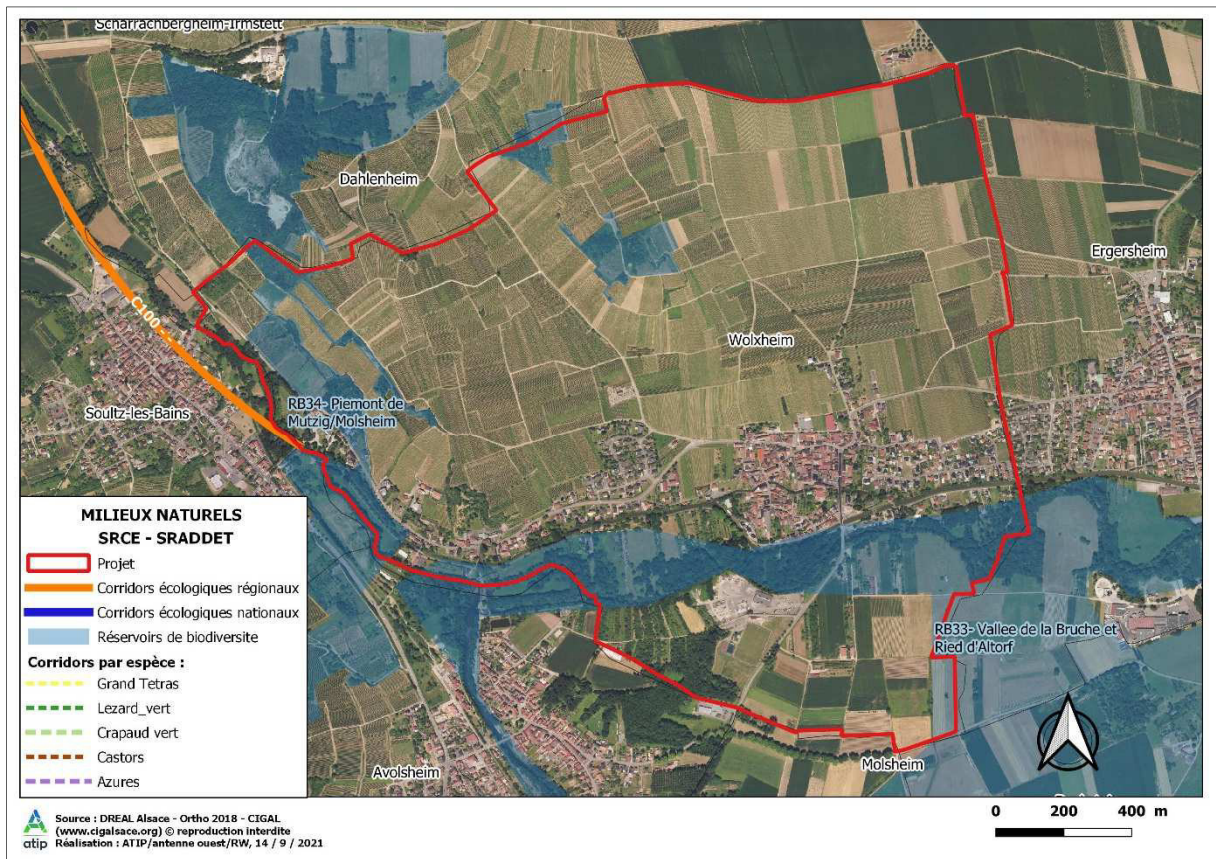 Scharrachbergheim-Irmstett
Dahlenheim
Ergersheim
Wolxheim
C100
Soultz-les-Bains
RB34- Piemont de
Mutzig/Molsheim
RB33- Vallee de la Bruche et
Ried d'Altorf
Avolsheim
Molsheim
MILIEUX NATURELS
SRCE - SRADDET
Projet
Corridors écologiques régionaux
Corridors écologiques nationaux
Réservoirs de biodiversite
Corridors par espèce :
Grand Tetras
Lezard_vert
Crapaud vert
Castors
Azures
0 200 400 m
atip
Source : DREAL Alsace - Ortho 2018 - CIGAL
(www.cigalsace.org) © reproduction interdite
Réalisation : ATIP/antenne ouest/RW, 14 / 9 / 2021